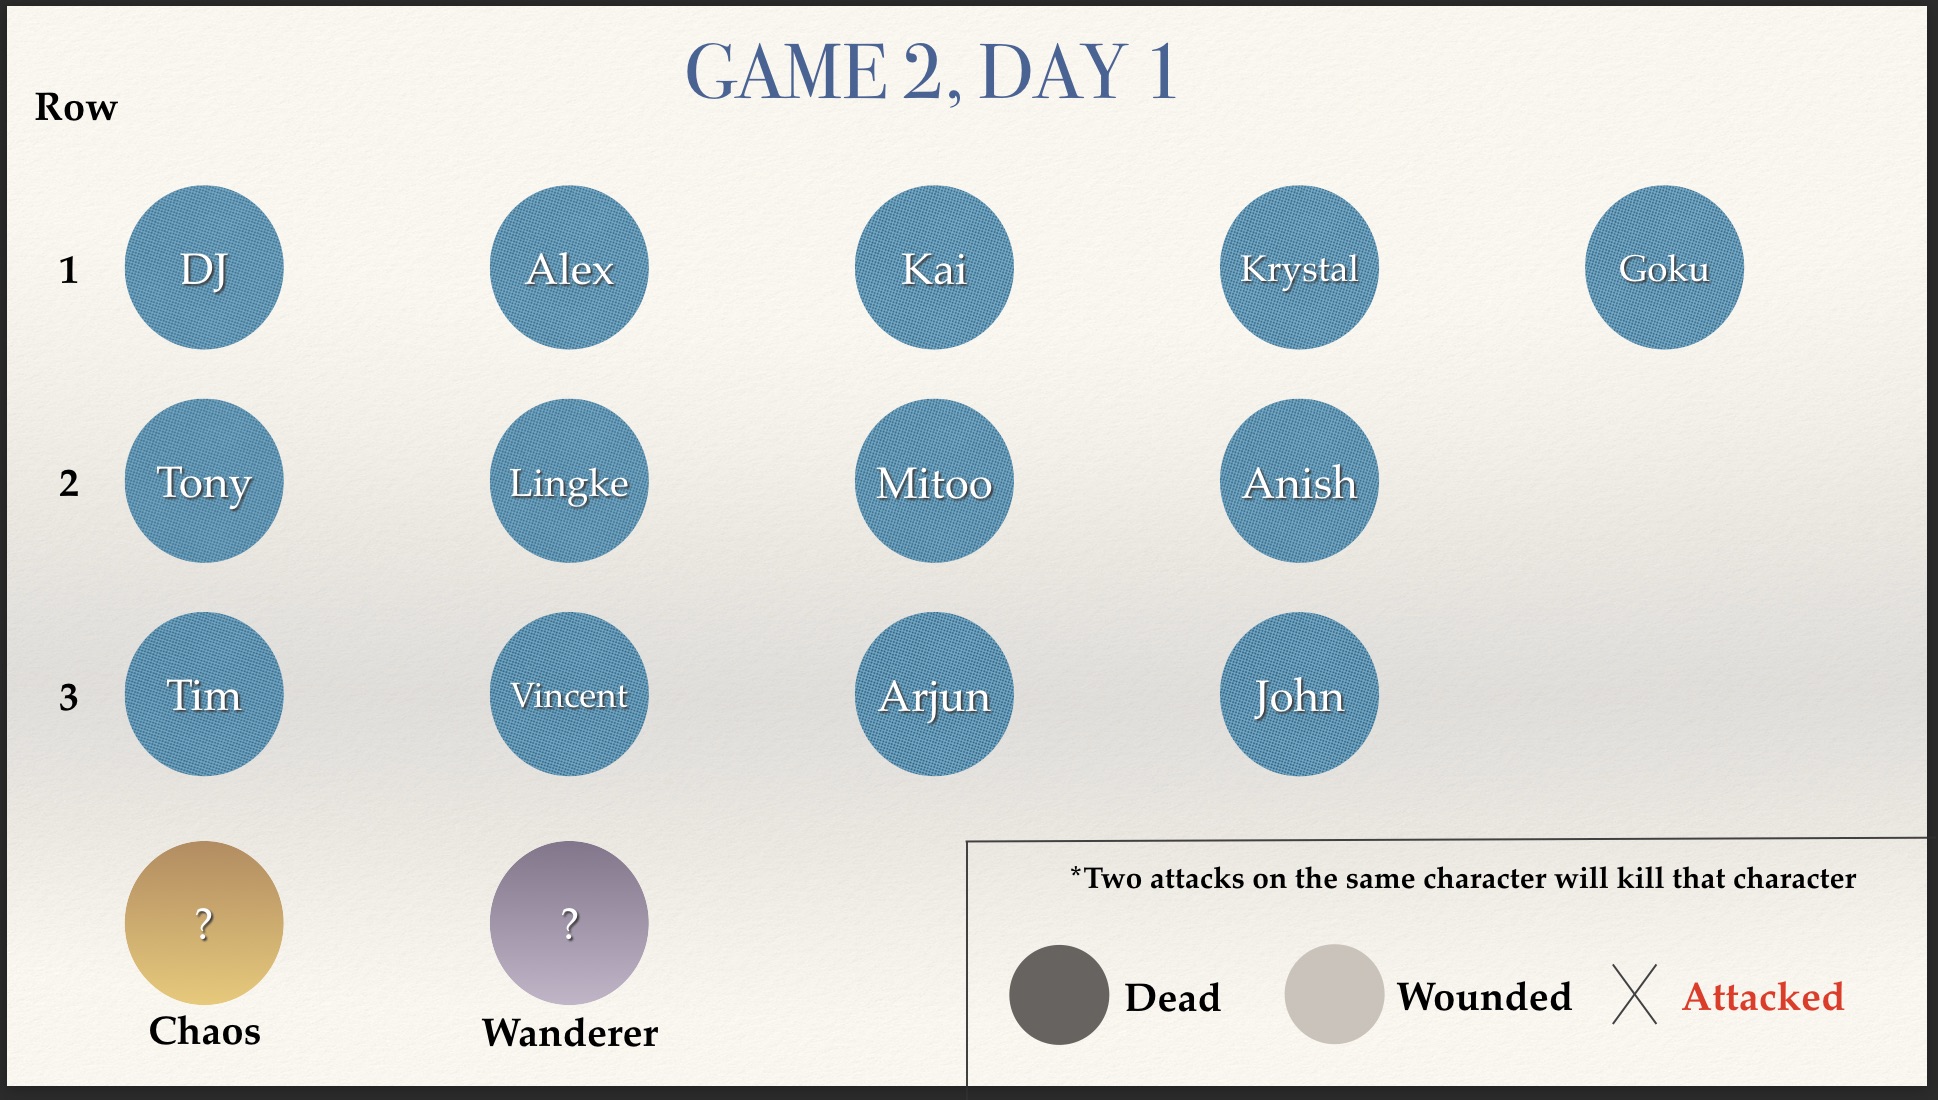 GAME 2, DAY 1
Row
1 DJ Alex Kai Krystal Goku
2 Tony Lingke Mitoo Anish
3 Tim Vincent Arjun John
? ?
Chaos Wanderer
*Two attacks on the same character will kill that character
Dead Wounded Attacked